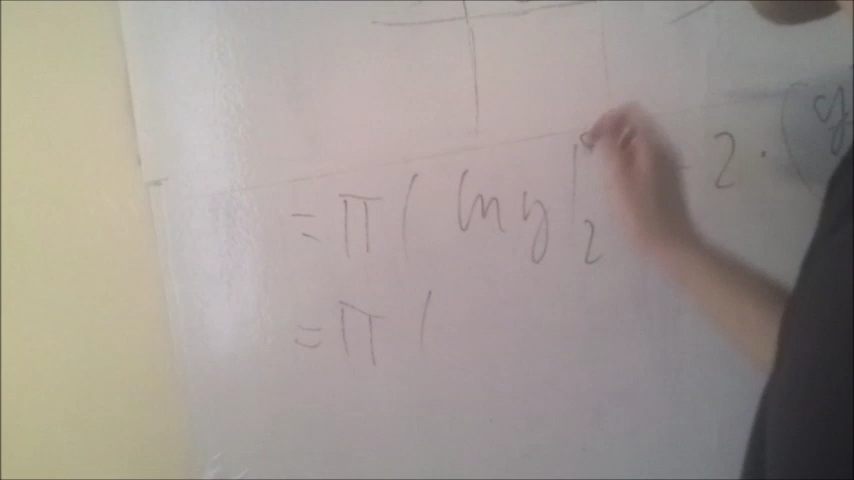 = π ( ln y | 2 - 2 · ( y
= π (